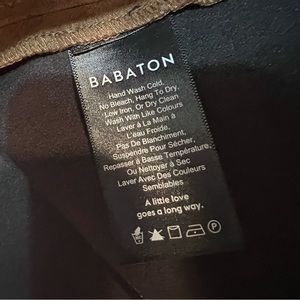 BABATON
Hand Wash Cold,
No Bleach, Hang To Dry,
Low Iron, Or Dry Clean
Wash With Like Colours
Laver à La Main à
L'eau Froide,
Pas De Blanchiment,
Suspendre Pour Sécher,
Repasser à Basse Température,
Ou Nettoyer à Sec
Laver Avec Des Couleurs
Semblables
A little love
goes a long way.
P